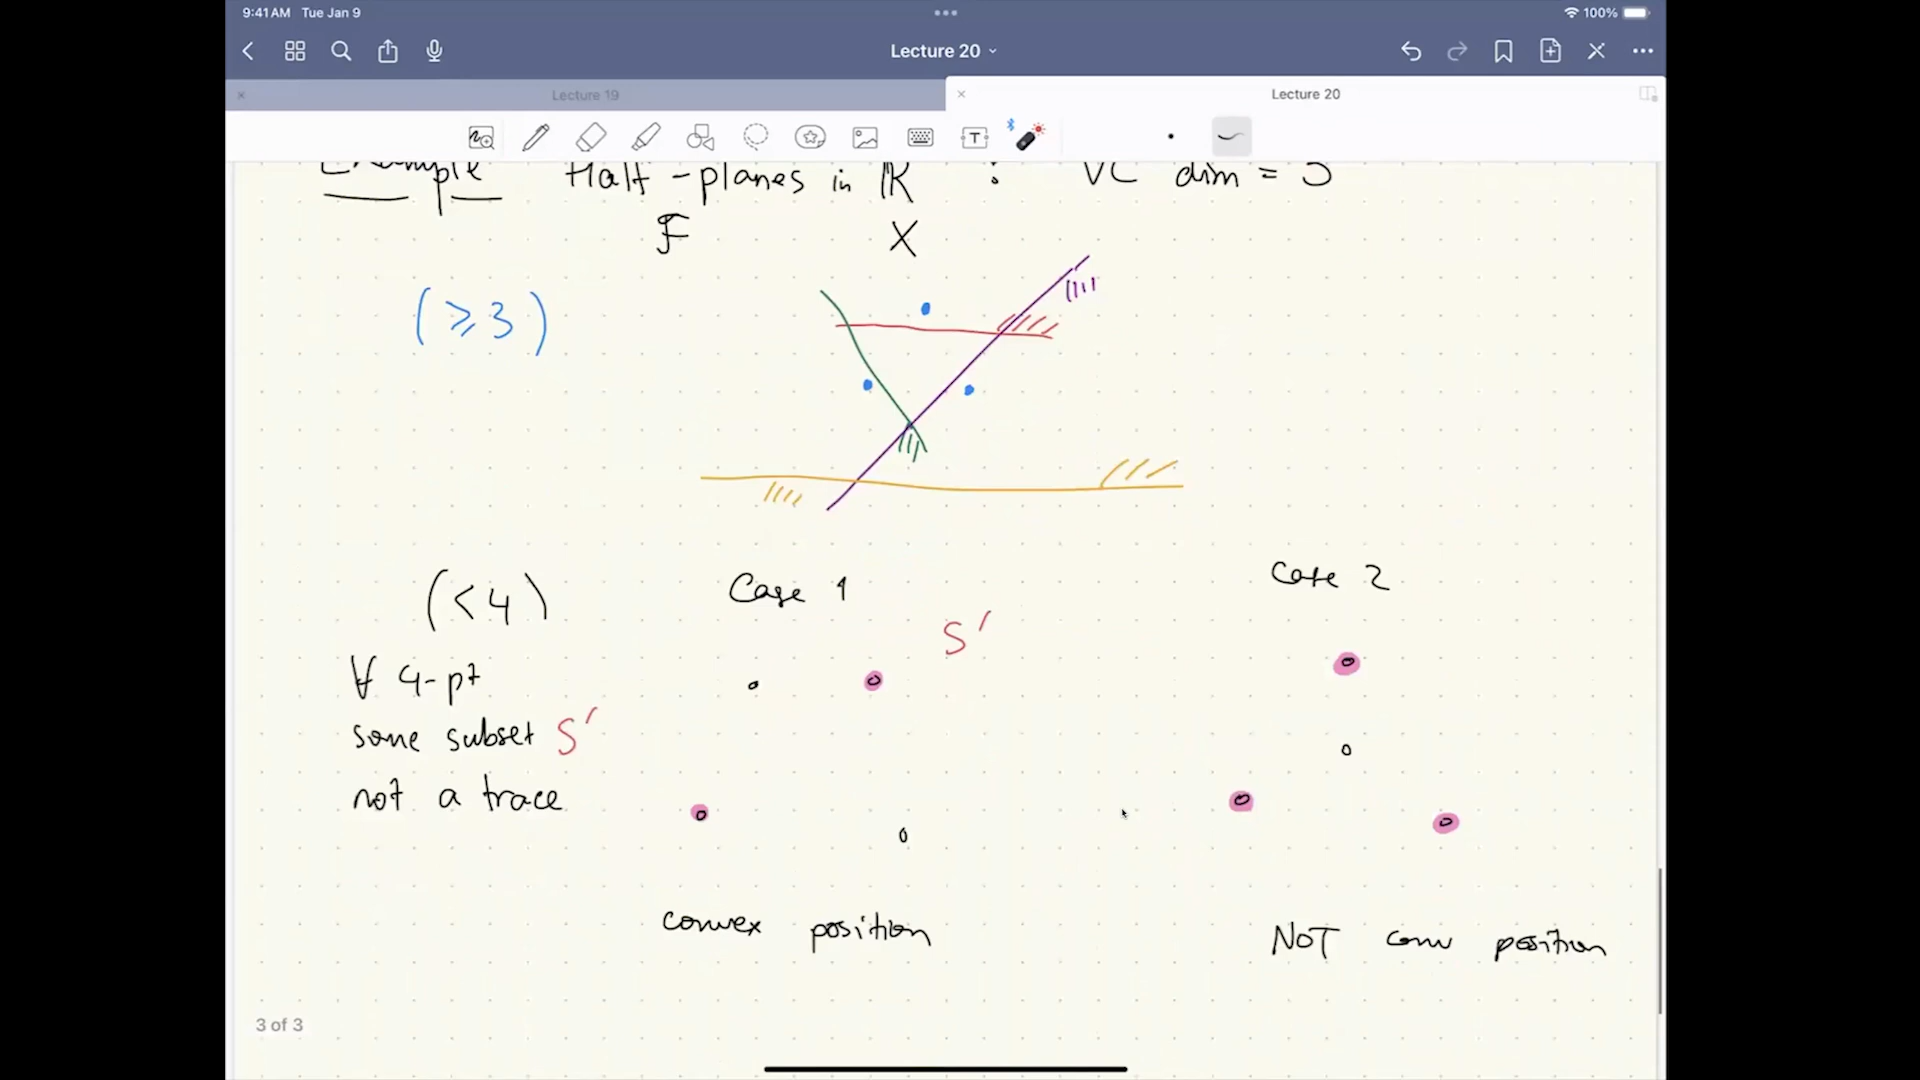 9:41 AM Tue Jan 9
100%
Lecture 20
Lecture 19
Lecture 20
Example Half-planes in ℝ : VC dim = 3
F X
(≥3)
(<4) Case 1 Case 2
S'
∀ 4-pt
some subset S'
not a trace
convex position
NOT conv position
3 of 3